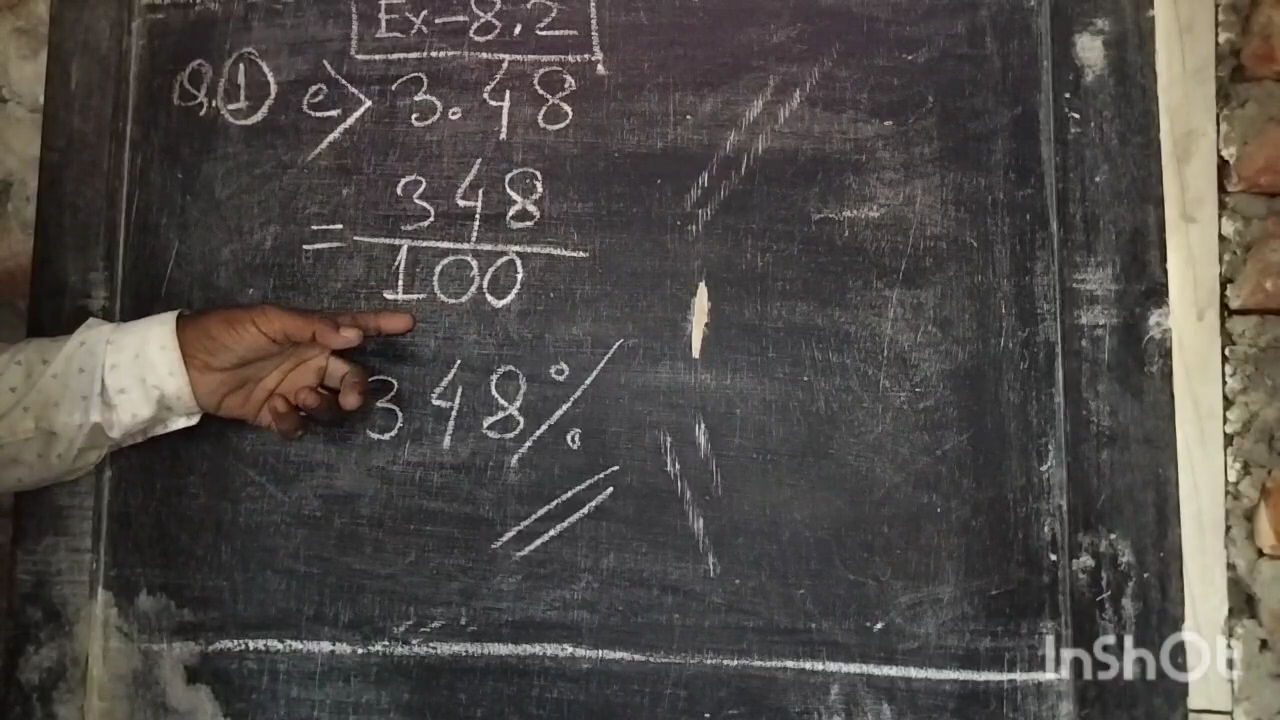 Ex-8.2
Q.① e> 3.48
= 348
100
348%
InShOt